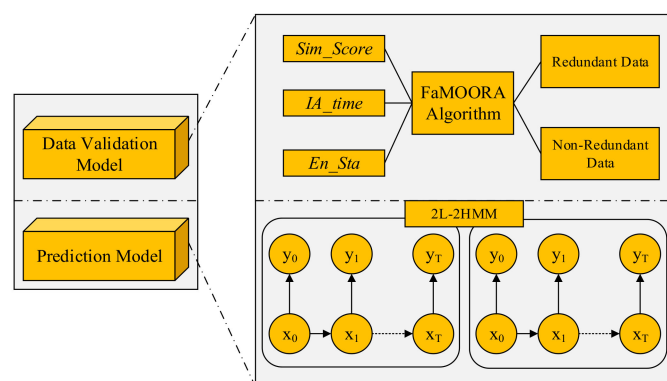 Data Validation
Model
Prediction Model
Sim_Score
IA_time
En_Sta
FaMOORA
Algorithm
Redundant Data
Non-Redundant
Data
2L-2HMM
y0 y1 yT
x0 x1 xT
y0 y1 yT
x0 x1 xT